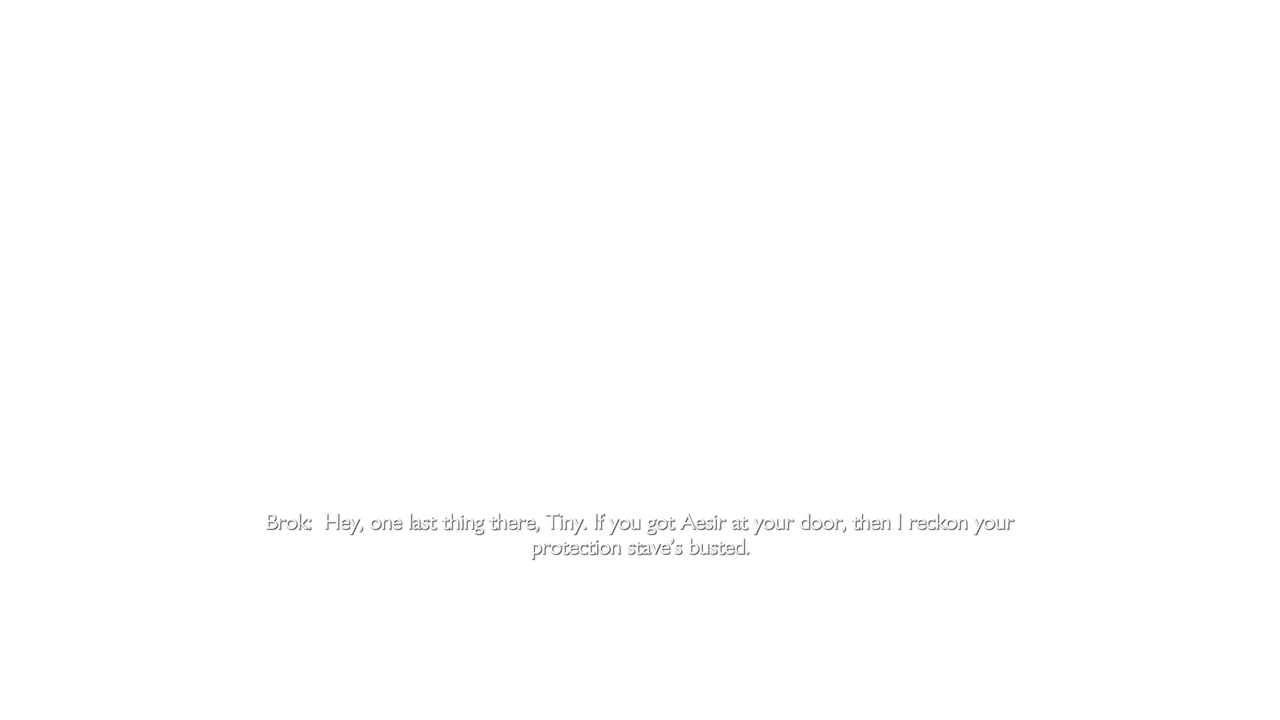 Brok:  Hey, one last thing there, Tiny. If you got Aesir at your door, then I reckon your
protection stave's busted.